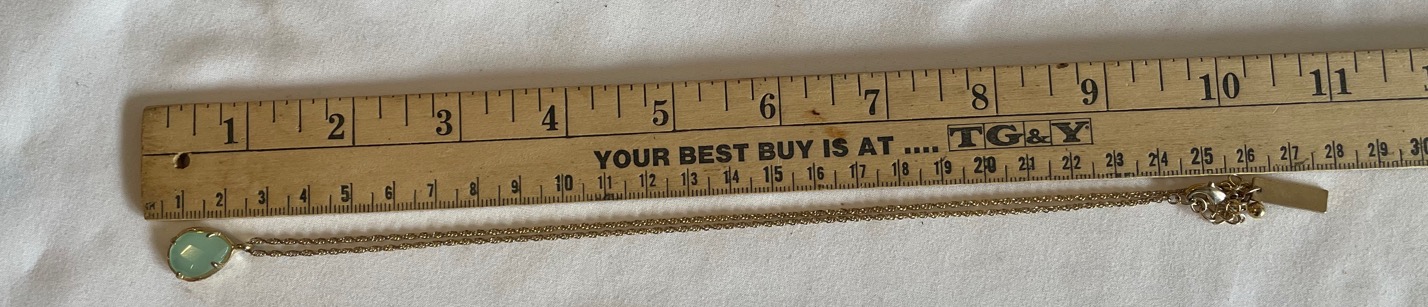 1 2 3 4 5 6 7 8 9 10 11
YOUR BEST BUY IS AT .... TG&Y
1 2 3 4 5 6 7 8 9 10 11 12 13 14 15 16 17 18 19 20 21 22 23 24 25 26 27 28 29 30